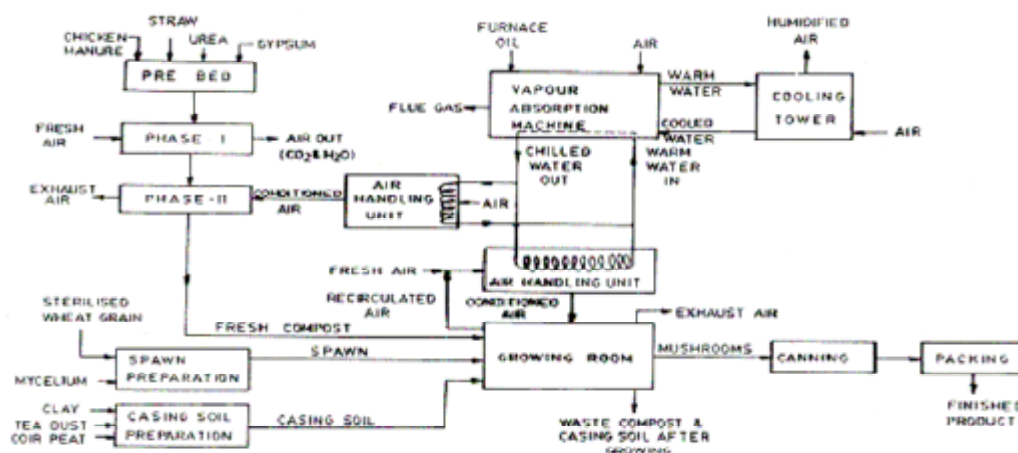 STRAW
CHICKEN
MANURE
UREA
GYPSUM
PRE BED
FRESH
AIR
PHASE I
AIR OUT
(CO2 & H2O)
EXHAUST
AIR
PHASE-II
CONDITIONED
AIR
AIR
HANDLING
UNIT
AIR
FURNACE
OIL
AIR
FLUE GAS
VAPOUR
ABSORPTION
MACHINE
WARM
WATER
COOLED
WATER
HUMIDIFIED
AIR
COOLING
TOWER
AIR
CHILLED
WATER
OUT
WARM
WATER
IN
FRESH AIR
AIR HANDLING UNIT
RECIRCULATED
AIR
CONDITIONED
AIR
STERILISED
WHEAT GRAIN
FRESH COMPOST
EXHAUST AIR
SPAWN
PREPARATION
SPAWN
MYCELIUM
GROWING
ROOM
MUSHROOMS
CANNING
PACKING
CLAY
TEA DUST
COIR PEAT
CASING SOIL
PREPARATION
CASING SOIL
WASTE COMPOST &
CASING SOIL AFTER
GROWING
FINISHED
PRODUCT